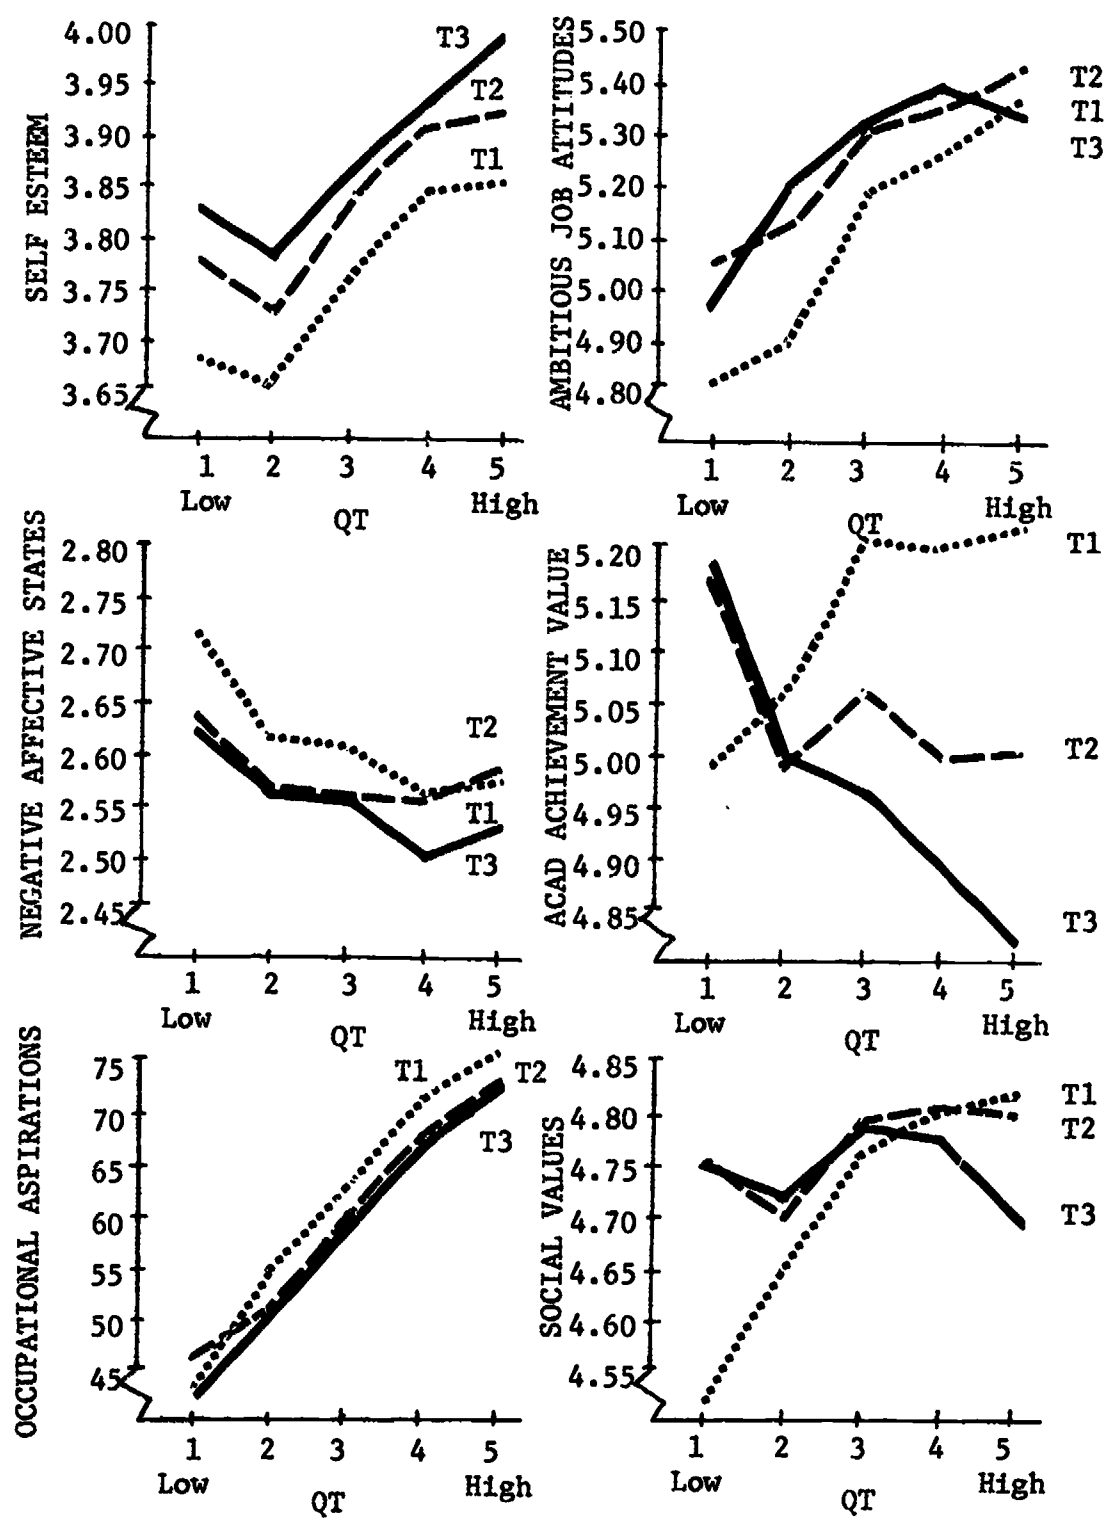 SELF ESTEEM
4.00
3.95
3.90
3.85
3.80
3.75
3.70
3.65
T3
T2
T1
1 2 3 4 5
Low High
QT
AMBITIOUS JOB ATTITUDES
5.50
5.40
5.30
5.20
5.10
5.00
4.90
4.80
T2
T1
T3
1 2 3 4 5
Low High
QT
NEGATIVE AFFECTIVE STATES
2.80
2.75
2.70
2.65
2.60
2.55
2.50
2.45
T2
T1
T3
1 2 3 4 5
Low High
QT
ACAD ACHIEVEMENT VALUE
5.20
5.15
5.10
5.05
5.00
4.95
4.90
4.85
T1
T2
T3
1 2 3 4 5
Low High
QT
OCCUPATIONAL ASPIRATIONS
75
70
65
60
55
50
45
T1 T2
T3
1 2 3 4 5
Low High
QT
SOCIAL VALUES
4.85
4.80
4.75
4.70
4.65
4.60
4.55
T1
T2
T3
1 2 3 4 5
Low High
QT